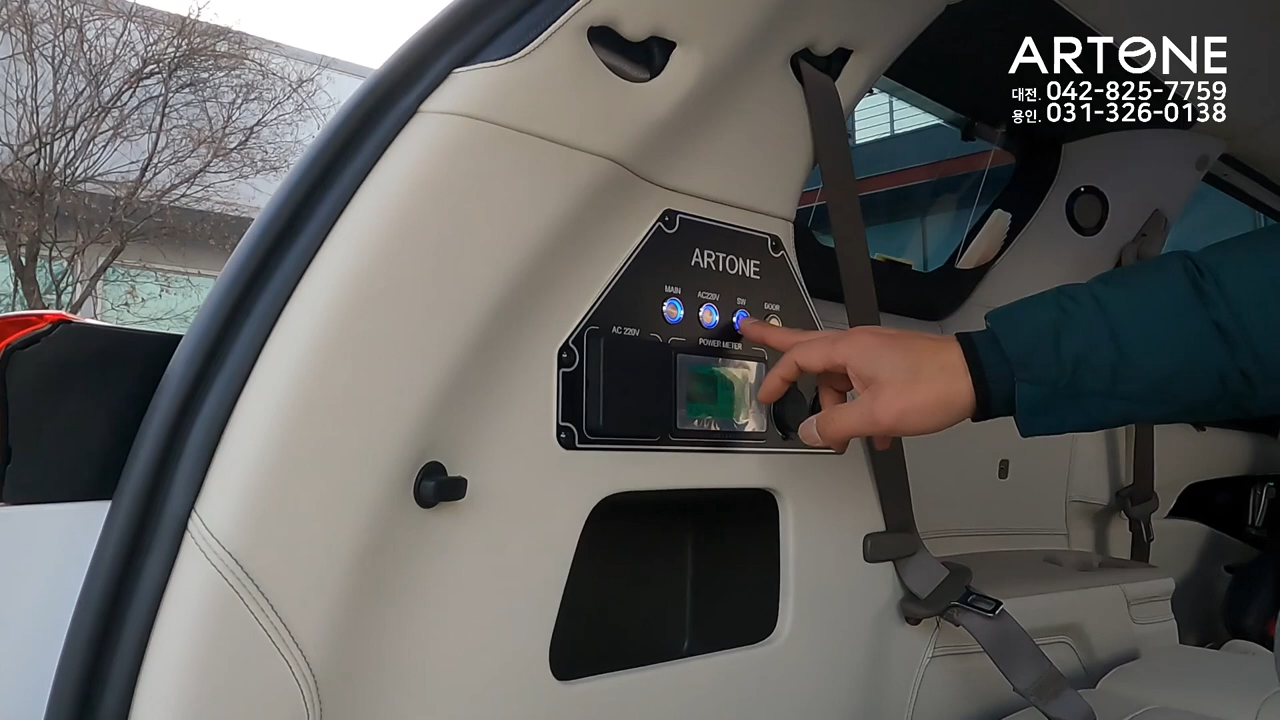 ARTONE
대전. 042-825-7759
용인. 031-326-0138
ARTONE
MAIN AC220V SW DOOR
AC 220V
POWER METER